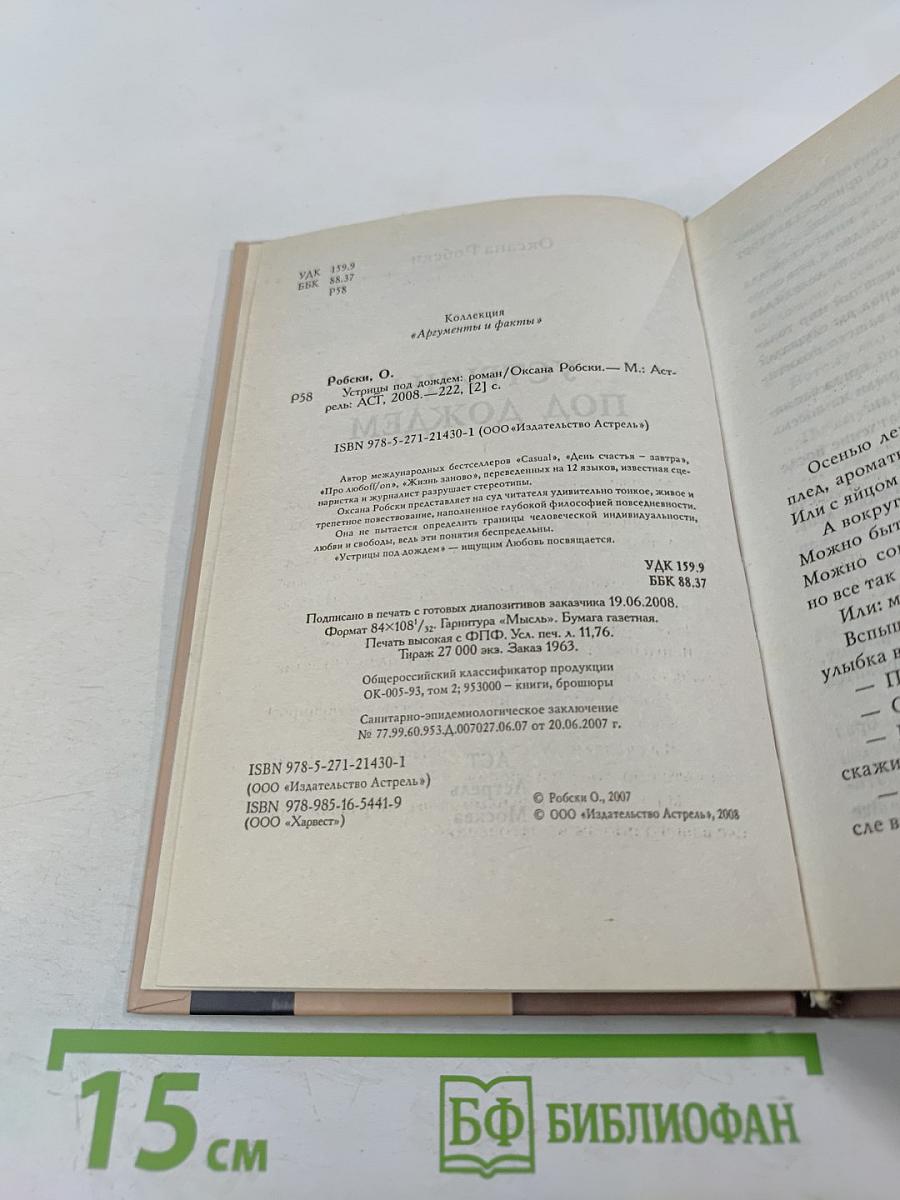 УДК 159.9
ББК 88.37
Р58
Коллекция
«Аргументы и факты»
Робски, О.
Р58 Устрицы под дождем: роман/Оксана Робски.— М.: Аст-
рель: АСТ, 2008.—222, [2] с.
ISBN 978-5-271-21430-1 (ООО «Издательство Астрель»)
Автор международных бестселлеров «Casual», «День счастья – завтра»,
«Про любоff/on», «Жизнь заново», переведенных на 12 языков, известная сце-
наристка и журналист разрушает стереотипы.
Оксана Робски представляет на суд читателя удивительно тонкое, живое и
трепетное повествование, наполненное глубокой философией повседневности.
Она не пытается определить границы человеческой индивидуальности,
любви и свободы, ведь эти понятия беспредельны.
«Устрицы под дождем» — ищущим Любовь посвящается.
УДК 159.9
ББК 88.37
Подписано в печать с готовых диапозитивов заказчика 19.06.2008.
Формат 84×108¹/₃₂. Гарнитура «Мысль». Бумага газетная.
Печать высокая с ФПФ. Усл. печ. л. 11,76.
Тираж 27 000 экз. Заказ 1963.
Общероссийский классификатор продукции
ОК-005-93, том 2; 953000 – книги, брошюры
Санитарно-эпидемиологическое заключение
№ 77.99.60.953.Д.007027.06.07 от 20.06.2007 г.
ISBN 978-5-271-21430-1
(ООО «Издательство Астрель»)
ISBN 978-985-16-5441-9
(ООО «Харвест»)
© Робски О., 2007
© ООО «Издательство Астрель», 2008
Осенью
плед,
Или с яйцом
А вокруг
Можно
Можно
но все так
Или:
улыбка
—
—
—
—
15 см
БФ БИБЛИОФАН